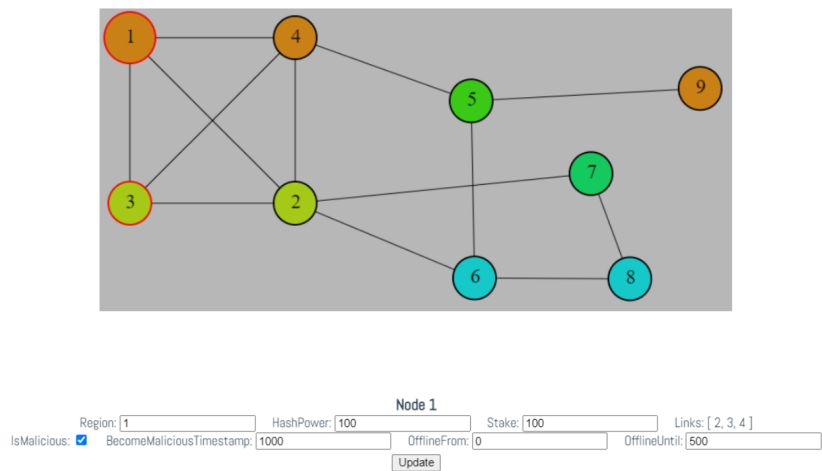 1
4
9
5
7
3
2
6
8
Node 1
Region: 1 HashPower: 100 Stake: 100 Links: [ 2, 3, 4 ]
IsMalicious: BecomeMaliciousTimestamp: 1000 OfflineFrom: 0 OfflineUntil: 500
Update